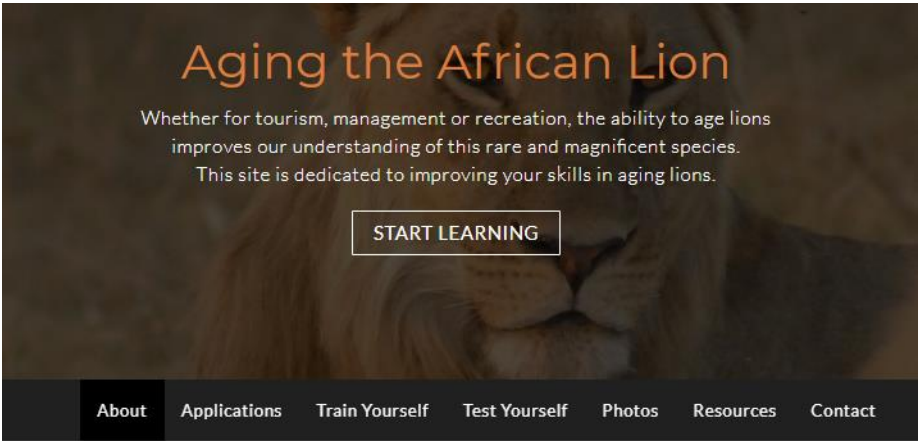 Aging the African Lion
Whether for tourism, management or recreation, the ability to age lions
improves our understanding of this rare and magnificent species.
This site is dedicated to improving your skills in aging lions.
START LEARNING
About Applications Train Yourself Test Yourself Photos Resources Contact